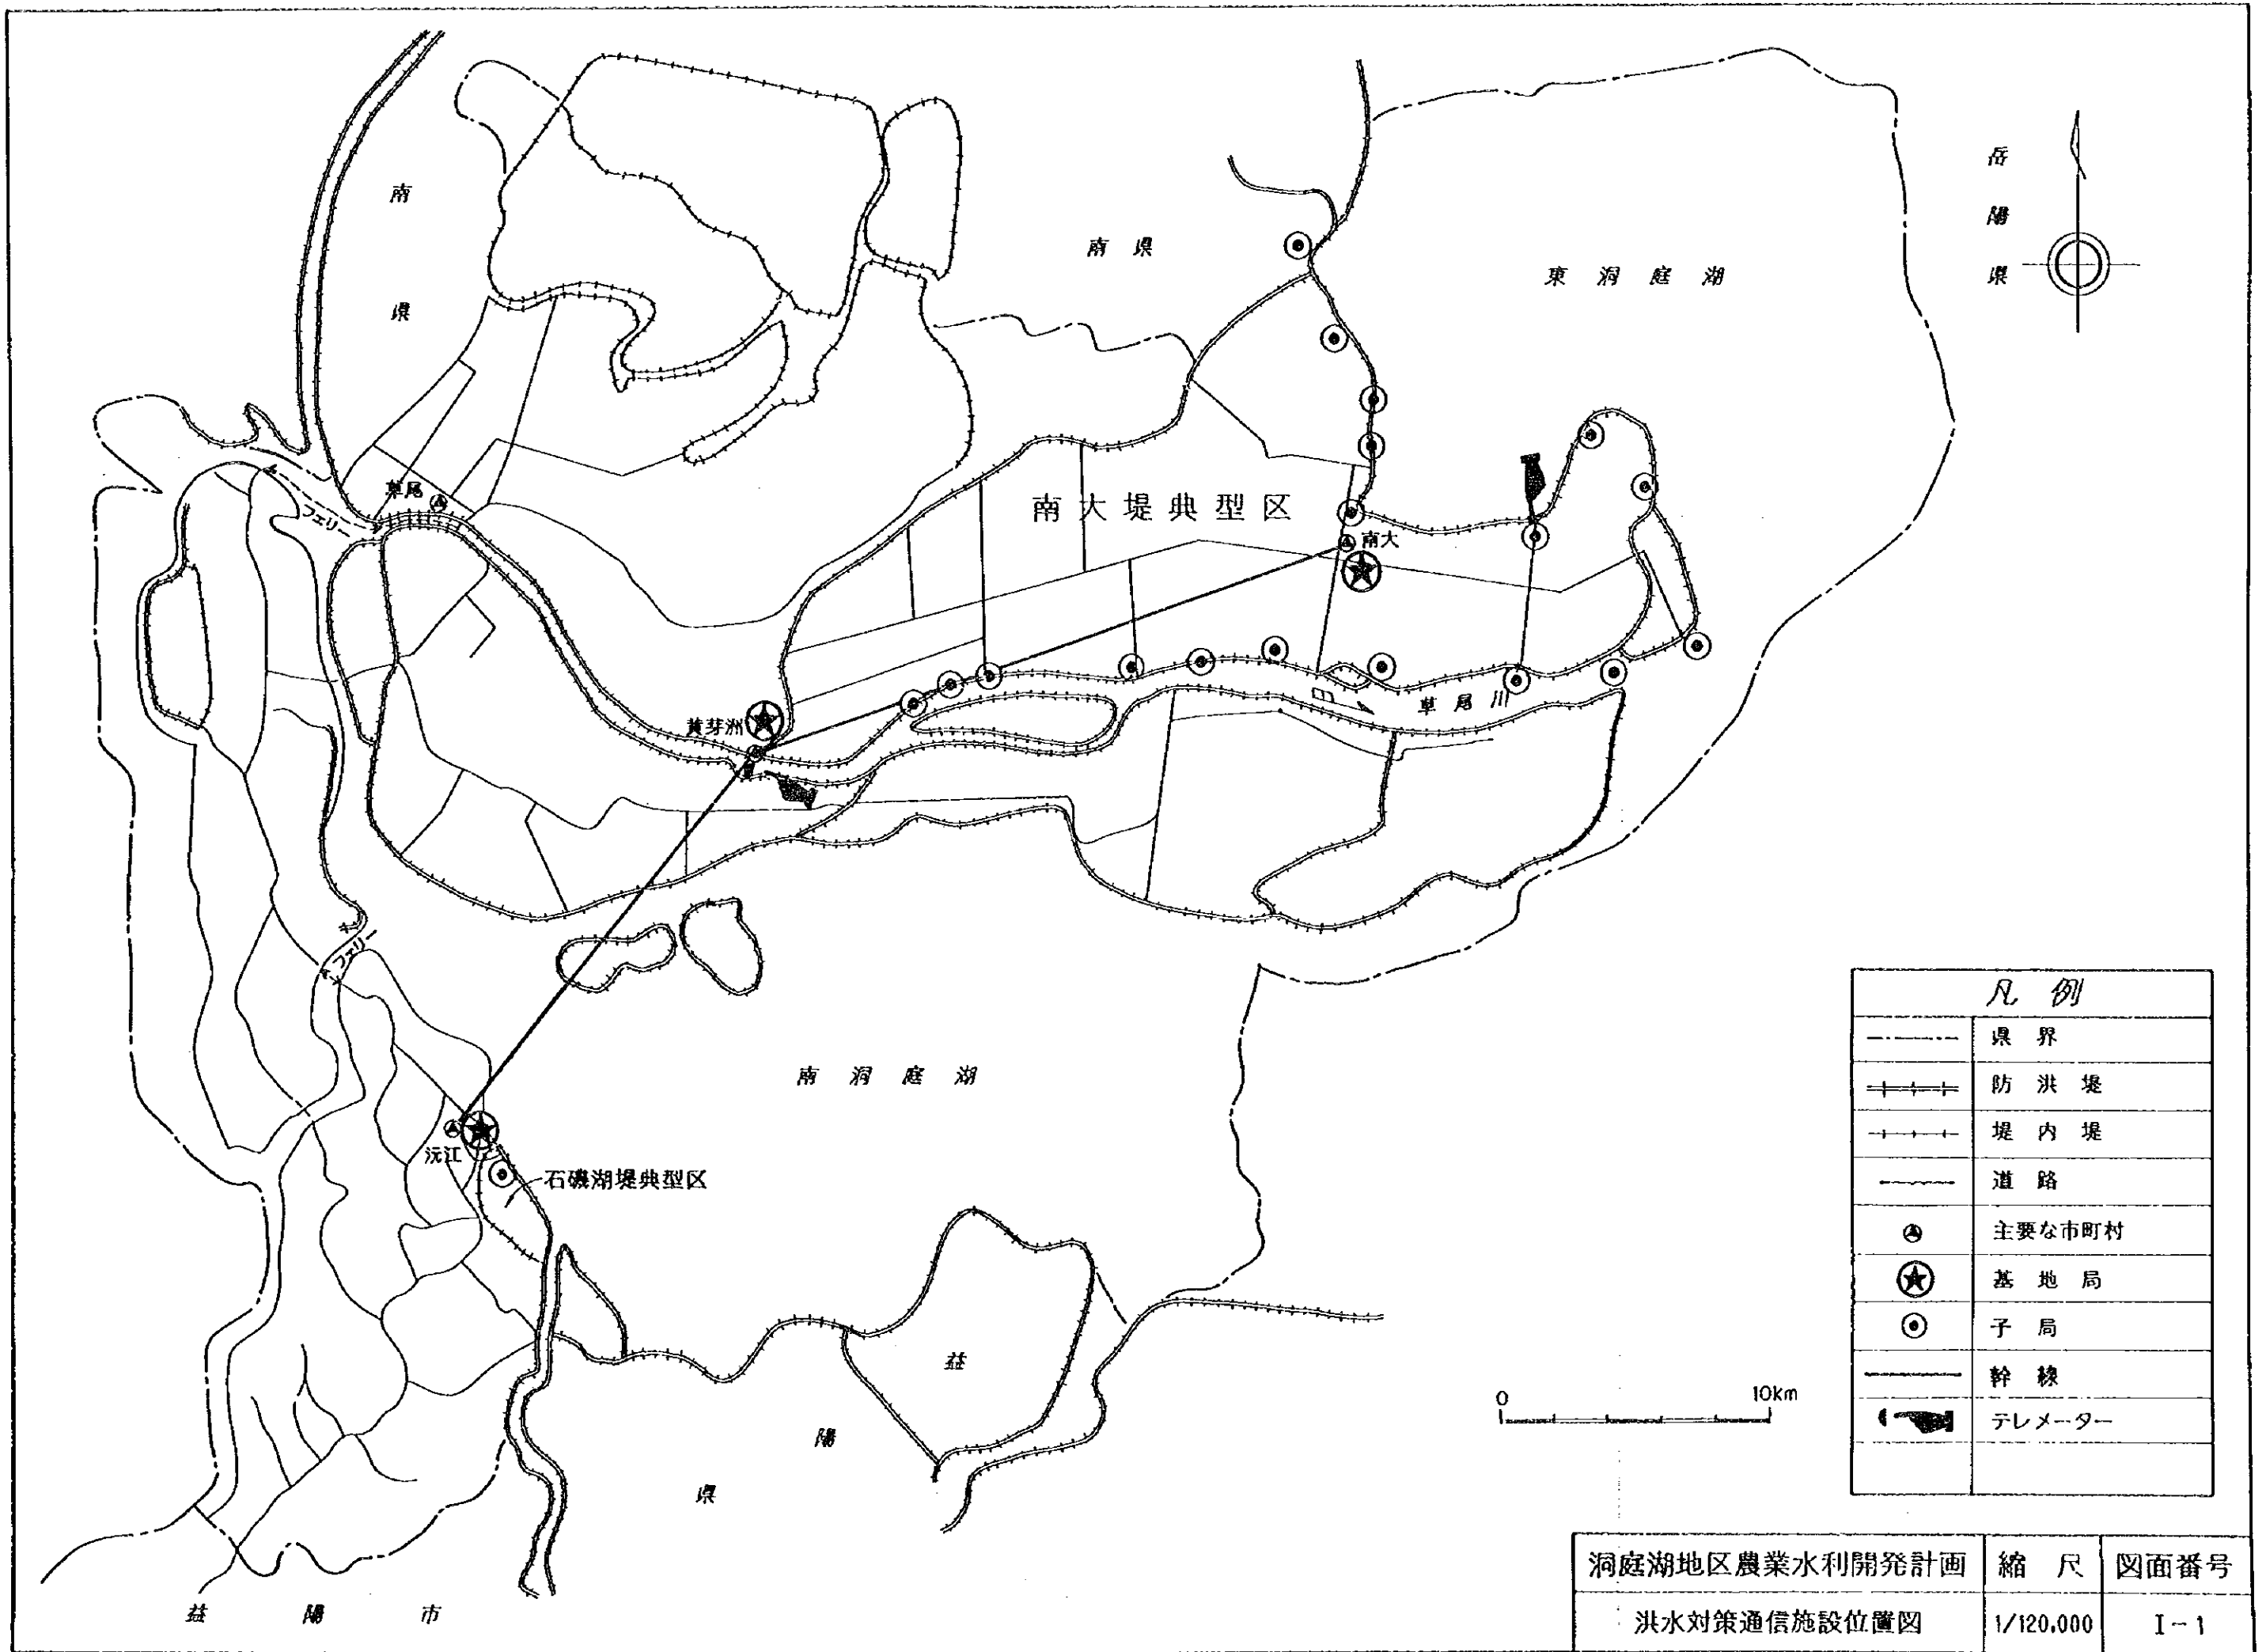 南県
南県
東洞庭湖
岳陽県
草尾
フェリー
南大堤典型区
南大
黄芽洲
草尾川
フェリー
南洞庭湖
沅江
石磯湖堤典型区
益陽県
益陽市
0 10km
凡例
県界
防洪堤
堤内堤
道路
主要な市町村
基地局
子局
幹線
テレメーター
洞庭湖地区農業水利開発計画 縮尺 図面番号
洪水対策通信施設位置図 1/120,000 I-1